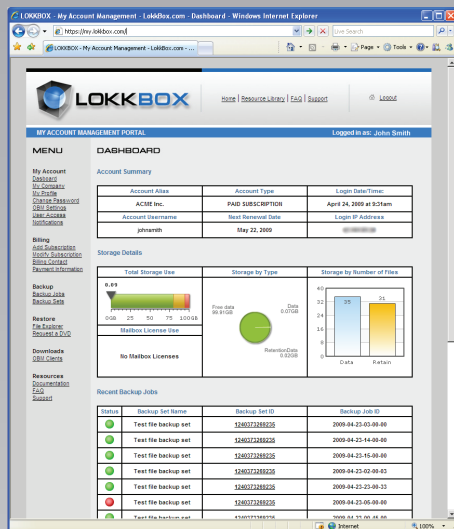 LOKKBOX - My Account Management - LokkBox.com - Dashboard - Windows Internet Explorer
https://my.lokkbox.com/
Live Search
LOKKBOX - My Account Management - LokkBox.com - ...
Page
Tools
LOKKBOX
Home | Resource Library | FAQ | Support
Logout
MY ACCOUNT MANAGEMENT PORTAL
Logged in as: John Smith
MENU
DASHBOARD
My Account
Dasboard
My Company
My Profile
Change Password
OBM Settings
User Access
Notifications
Billing
Add Subscription
Modify Subscription
Billing Contact
Payment Information
Backup
Backup Jobs
Backup Sets
Restore
File Explorer
Request a DVD
Downloads
OBM Clients
Resources
Documentation
FAQ
Support
Account Summary
Account Alias Account Type Login Date/Time:
ACME Inc. PAID SUBSCRIPTION April 24, 2009 at 9:31am
Account Username Next Renewal Date Login IP Address
johnsmith May 22, 2009
Storage Details
Total Storage Use Storage by Type Storage by Number of Files
0.09
0GB 25 50 75 100GB
Mailbox License Use
No Mailbox Licenses
Free data
99.91GB
Data
0.07GB
RetentionData
0.02GB
40
32
24
16
8
0
35
31
Data Retain
Recent Backup Jobs
Status Backup Set Name Backup Set ID Backup Job ID
Test file backup set 1240373269235 2009-04-23-03-00-00
Test file backup set 1240373269235 2009-04-23-14-00-00
Test file backup set 1240373269235 2009-04-23-15-00-00
Test file backup set 1240373269235 2009-04-23-02-00-03
Test file backup set 1240373269235 2009-04-23-23-00-33
Test file backup set 1240373269235 2009-04-23-05-00-00
Test file backup set 1240373269235
Internet
100%